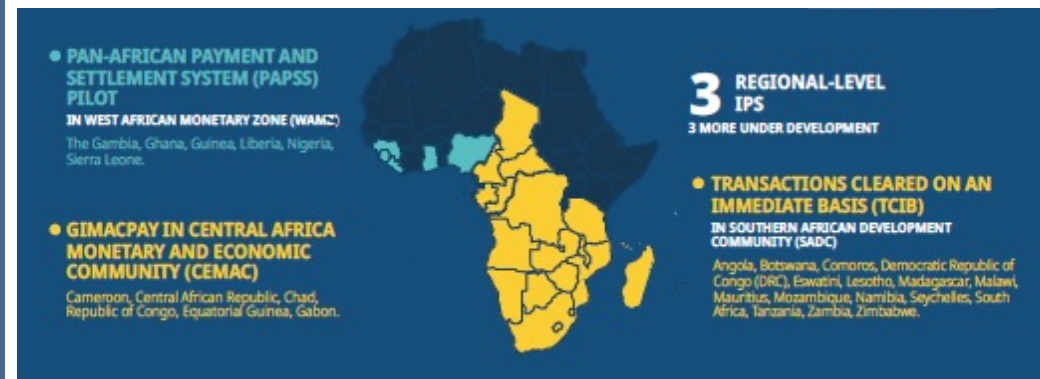 PAN-AFRICAN PAYMENT AND
SETTLEMENT SYSTEM (PAPSS)
PILOT
IN WEST AFRICAN MONETARY ZONE (WAMZ)
The Gambia, Ghana, Guinea, Liberia, Nigeria,
Sierra Leone.
GIMACPAY IN CENTRAL AFRICA
MONETARY AND ECONOMIC
COMMUNITY (CEMAC)
Cameroon, Central African Republic, Chad,
Republic of Congo, Equatorial Guinea, Gabon.
3 REGIONAL-LEVEL
IPS
3 MORE UNDER DEVELOPMENT
TRANSACTIONS CLEARED ON AN
IMMEDIATE BASIS (TCIB)
IN SOUTHERN AFRICAN DEVELOPMENT
COMMUNITY (SADC)
Angola, Botswana, Comoros, Democratic Republic of
Congo (DRC), Eswatini, Lesotho, Madagascar, Malawi,
Mauritius, Mozambique, Namibia, Seychelles, South
Africa, Tanzania, Zambia, Zimbabwe.